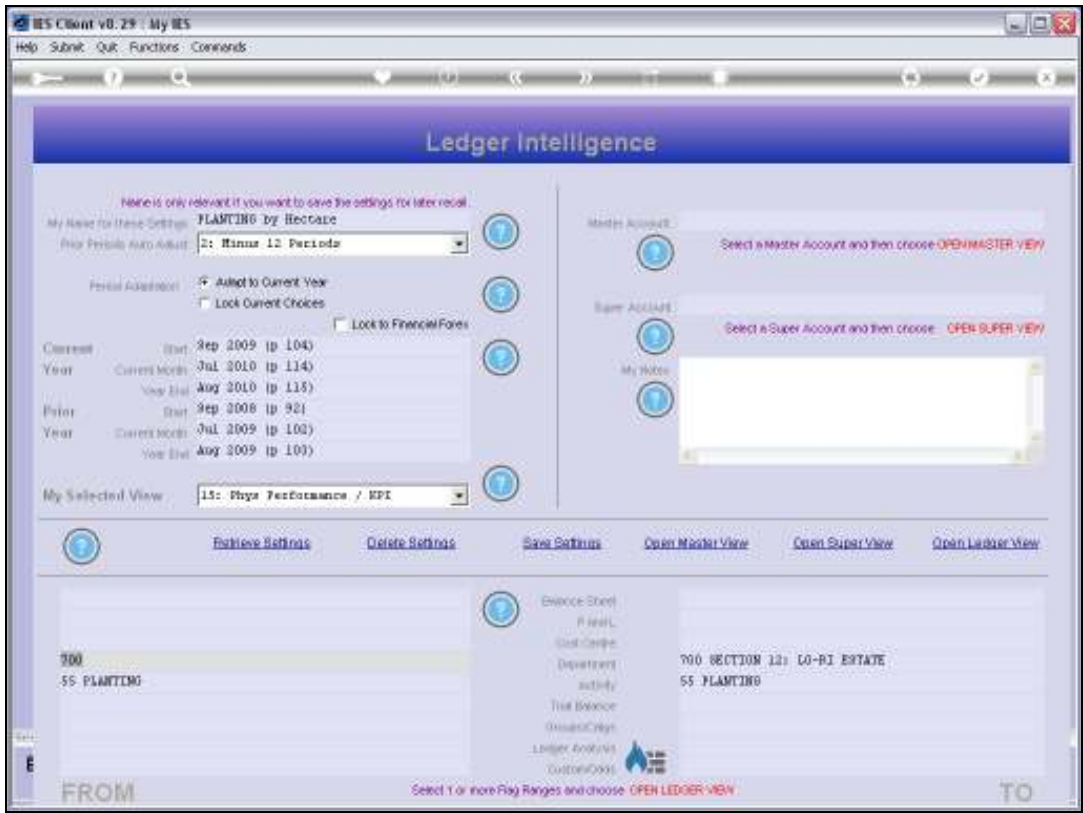 IES Client v8.29 : My IES
Help Submit Quit Functions Commands
Ledger Intelligence
Name is only relevant if you want to save the settings for later recall.
My Name for these Settings PLANTING by Hectare
Prior Periods Auto Adjust 2: Minus 12 Periods
Period Adaptation Adapt to Current Year
Lock Current Choices
Lock to Financial Forex
Current Start Sep 2009 (p 104)
Year Current Month Jul 2010 (p 114)
Year End Aug 2010 (p 115)
Prior Start Sep 2008 (p 92)
Year Current Month Jul 2009 (p 102)
Year End Aug 2009 (p 103)
My Selected View 15: Phys Performance / KPI
Master Account
Select a Master Account and then choose OPEN MASTER VIEW
Super Account
Select a Super Account and then choose OPEN SUPER VIEW
My Notes
Retrieve Settings Delete Settings Save Settings Open Master View Open Super View Open Ledger View
Balance Sheet
P and L
Cost Centre
700 Department 700 SECTION 12: LO-RI ESTATE
55 PLANTING Activity 55 PLANTING
Trial Balance
Ledger Analysis
FROM Select 1 or more Flag Ranges and choose OPEN LEDGER VIEW TO